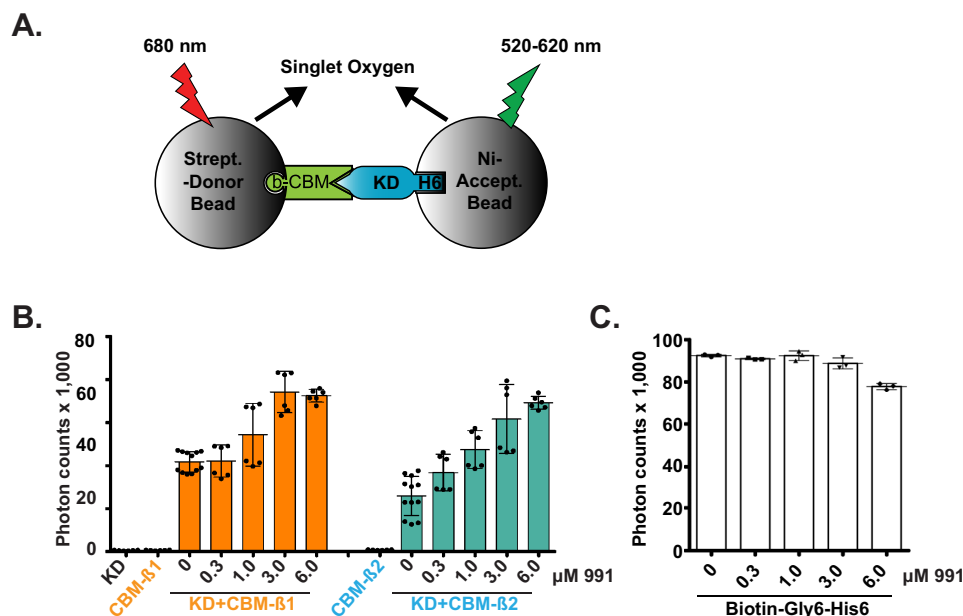 A.
680 nm
520-620 nm
Singlet Oxygen
Strept.
-Donor
Bead
b-CBM
KD
H6
Ni-
Accept.
Bead
B.
Photon counts x 1,000
80
60
40
20
0
KD
CBM-ß1
0
0.3
1.0
3.0
6.0
KD+CBM-ß1
CBM-ß2
0
0.3
1.0
3.0
6.0
µM 991
KD+CBM-ß2
C.
Photon counts x 1,000
100
80
60
40
20
0
0
0.3
1.0
3.0
6.0
µM 991
Biotin-Gly6-His6